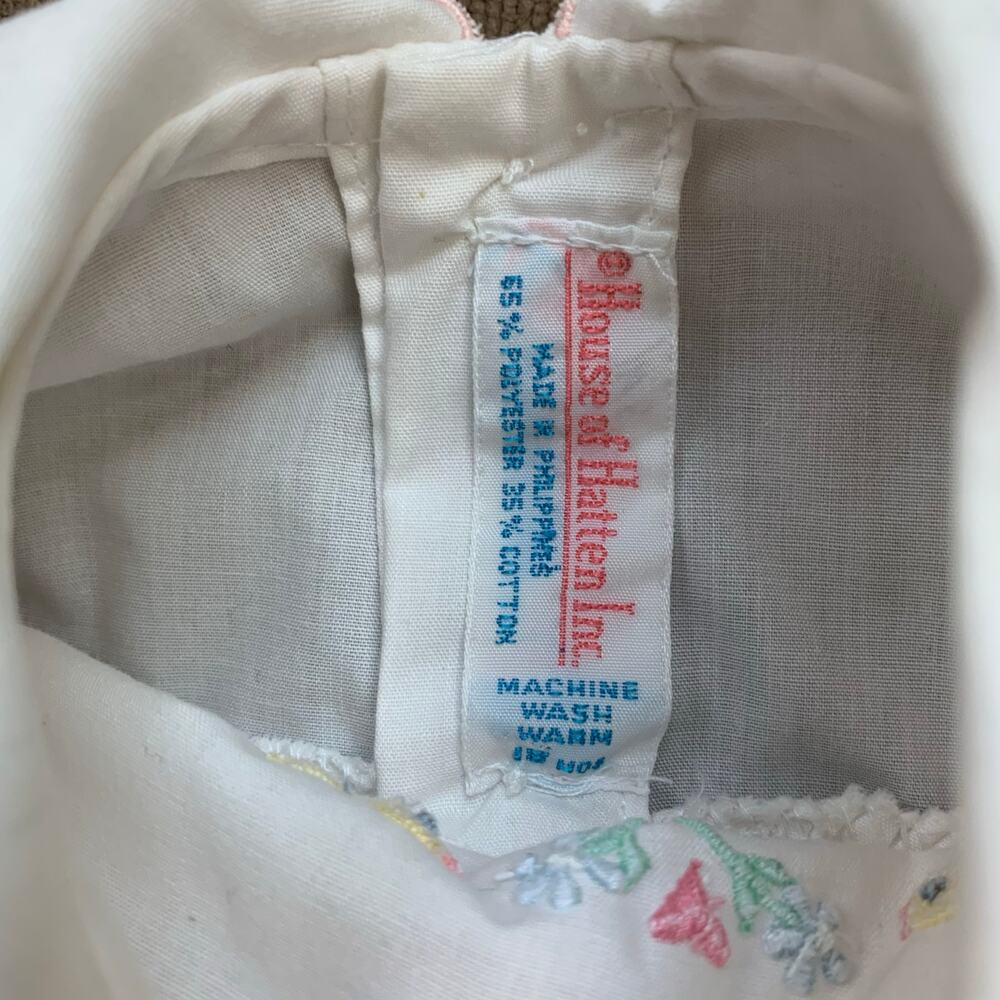 ® House of Hatten Inc.
MADE IN PHILIPPINES
65% POLYESTER 35% COTTON
MACHINE
WASH
WARM